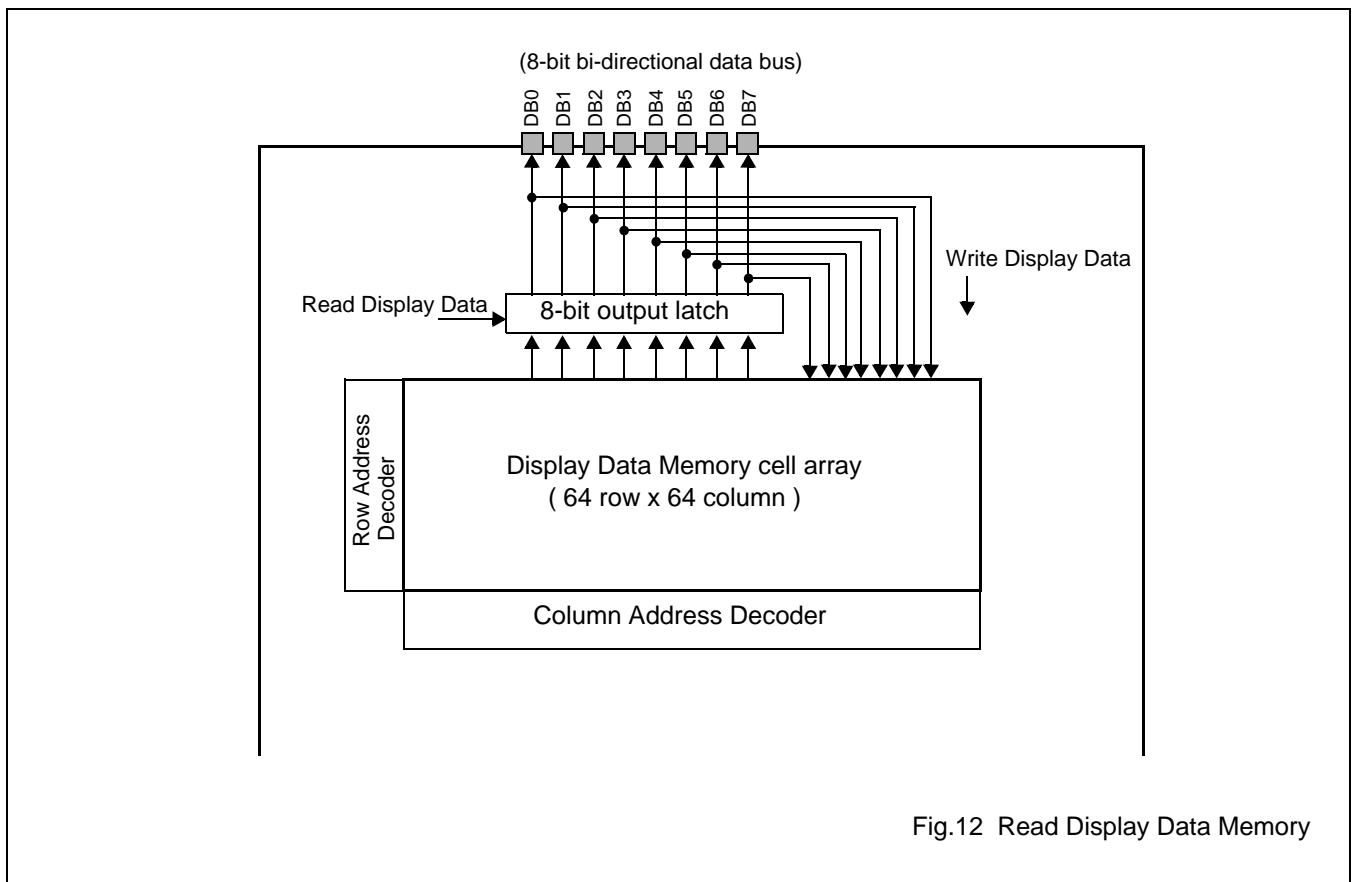 (8-bit bi-directional data bus)
DB0
DB1
DB2
DB3
DB4
DB5
DB6
DB7
Write Display Data
Read Display Data
8-bit output latch
Row Address
Decoder
Display Data Memory cell array
( 64 row x 64 column )
Column Address Decoder
Fig.12 Read Display Data Memory